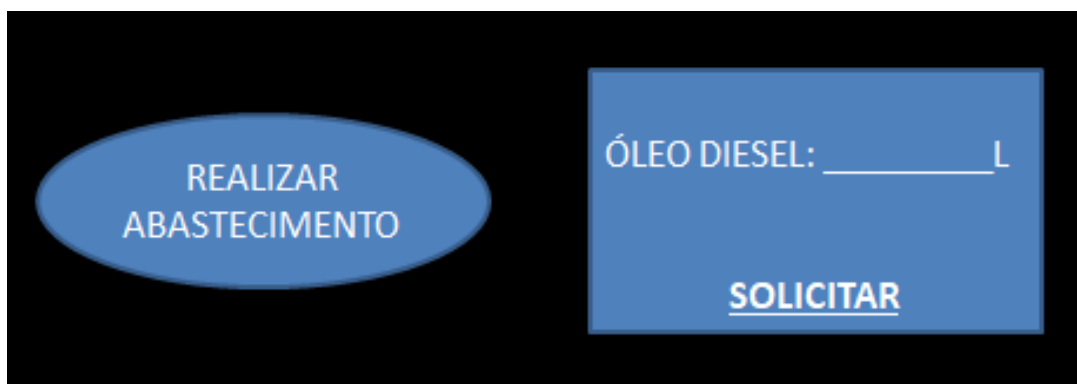 REALIZAR
ABASTECIMENTO
ÓLEO DIESEL: __________L
SOLICITAR